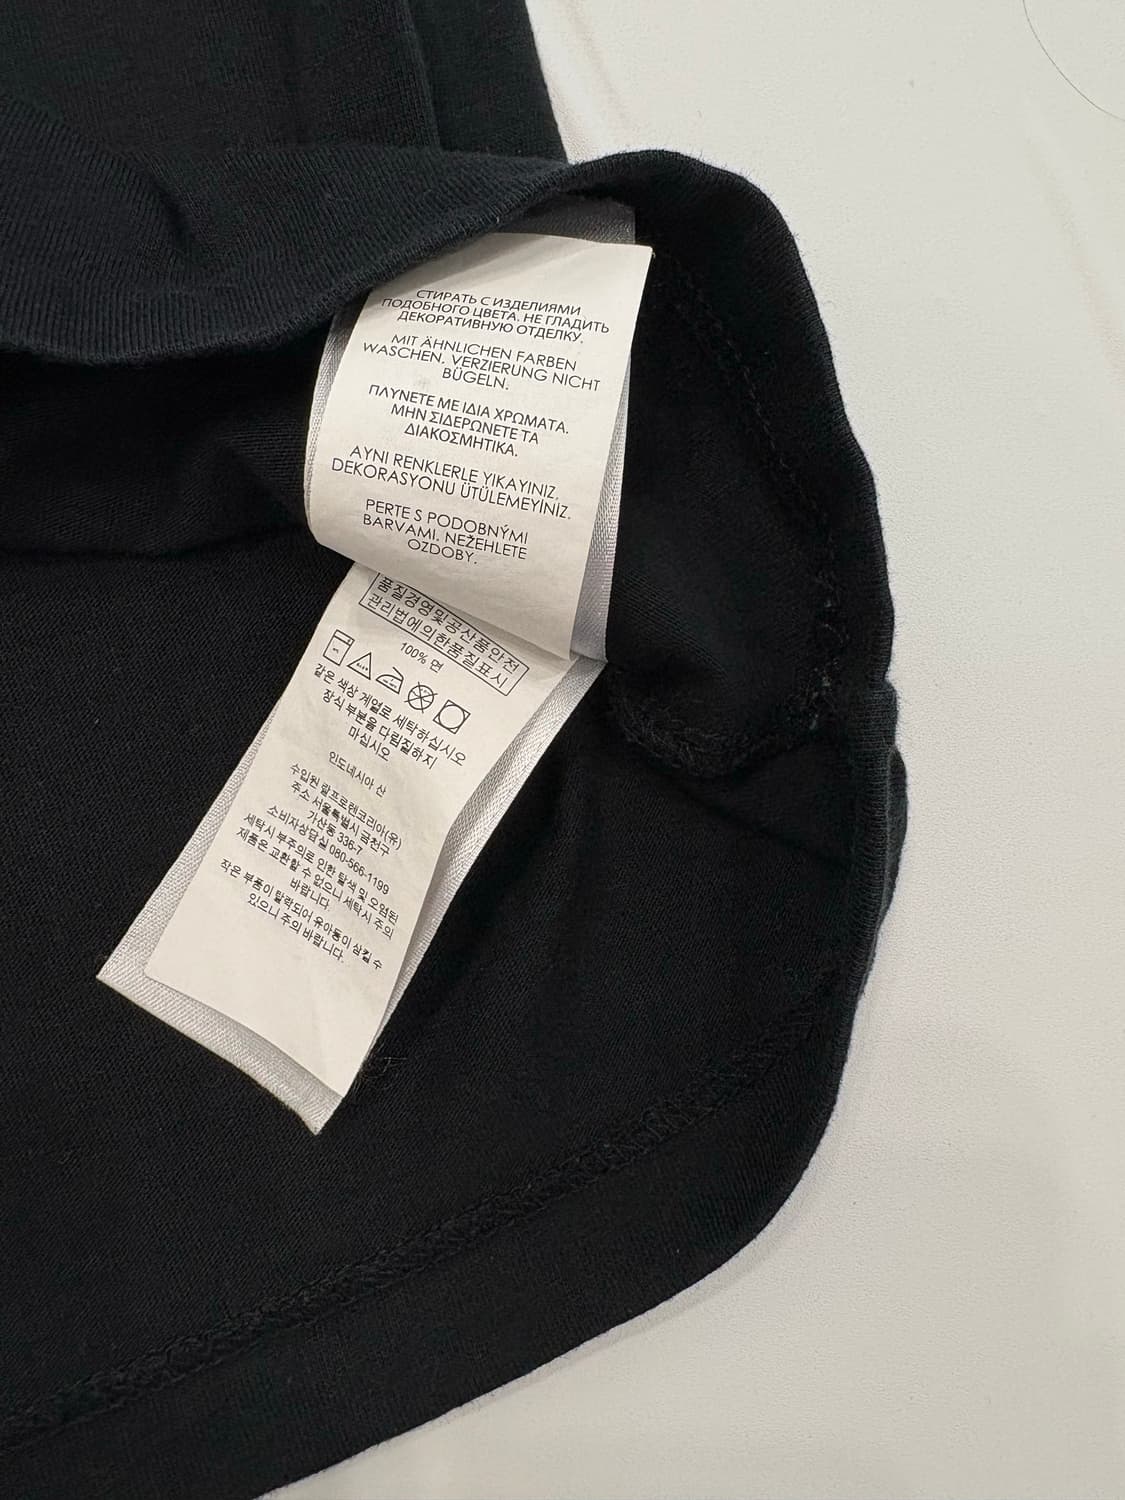 СТИРАТЬ С ИЗДЕЛИЯМИ
ПОДОБНОГО ЦВЕТА. НЕ ГЛАДИТЬ
ДЕКОРАТИВНУЮ ОТДЕЛКУ.
MIT ÄHNLICHEN FARBEN
WASCHEN. VERZIERUNG NICHT
BÜGELN.
ΠΛΥΝΕΤΕ ΜΕ ΙΔΙΑ ΧΡΩΜΑΤΑ.
ΜΗΝ ΣΙΔΕΡΩΝΕΤΕ ΤΑ
ΔΙΑΚΟΣΜΗΤΙΚΑ.
AYNI RENKLERLE YIKAYINIZ.
DEKORASYONU ÜTÜLEMEYİNİZ.
PERTE S PODOBNÝMI
BARVAMI. NEŽEHLETE
OZDOBY.
품질경영및공산품안전
관리법에의한품질표시
100% 면
같은 색상 계열로 세탁하십시오
장식 부분을 다림질하지
마십시오
인도네시아 산
수입원 랄프로렌코리아(유)
주소 서울특별시 금천구
가산동 336-7
소비자상담실 080-566-1199
세탁시 부주의로 인한 탈색 및 오염된
제품은 교환할 수 없으니 세탁시 주의
바랍니다.
작은 부품이 탈락되어 유아동이 삼킬 수
있으니 주의 바랍니다.